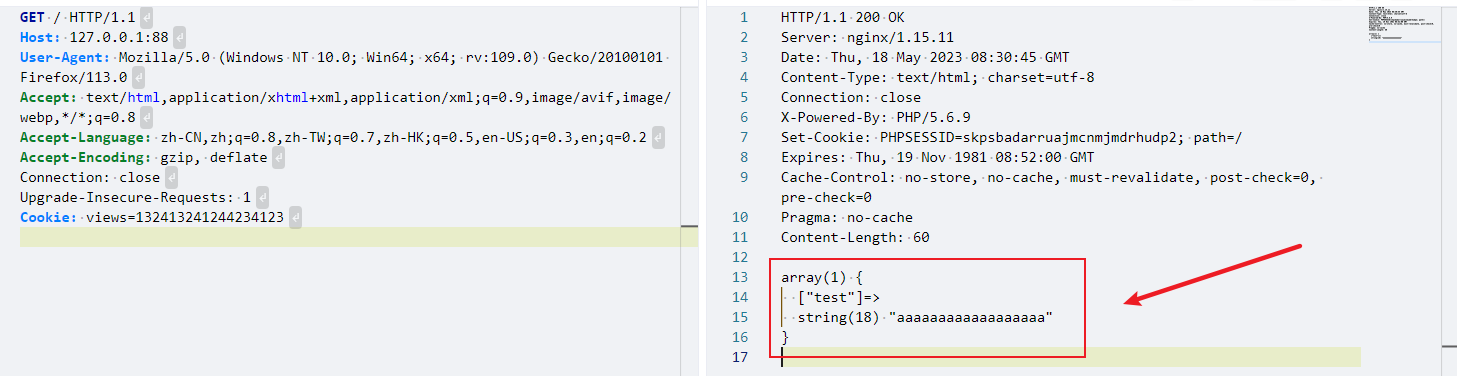 GET / HTTP/1.1
Host: 127.0.0.1:88
User-Agent: Mozilla/5.0 (Windows NT 10.0; Win64; x64; rv:109.0) Gecko/20100101
Firefox/113.0
Accept: text/html,application/xhtml+xml,application/xml;q=0.9,image/avif,image/
webp,*/*;q=0.8
Accept-Language: zh-CN,zh;q=0.8,zh-TW;q=0.7,zh-HK;q=0.5,en-US;q=0.3,en;q=0.2
Accept-Encoding: gzip, deflate
Connection: close
Upgrade-Insecure-Requests: 1
Cookie: views=132413241244234123
1 HTTP/1.1 200 OK
2 Server: nginx/1.15.11
3 Date: Thu, 18 May 2023 08:30:45 GMT
4 Content-Type: text/html; charset=utf-8
5 Connection: close
6 X-Powered-By: PHP/5.6.9
7 Set-Cookie: PHPSESSID=skpsbadarruajmcnmjmdrhudp2; path=/
8 Expires: Thu, 19 Nov 1981 08:52:00 GMT
9 Cache-Control: no-store, no-cache, must-revalidate, post-check=0,
pre-check=0
10 Pragma: no-cache
11 Content-Length: 60
12
13 array(1) {
14 ["test"]=>
15 string(18) "aaaaaaaaaaaaaaaaaa"
16 }
17